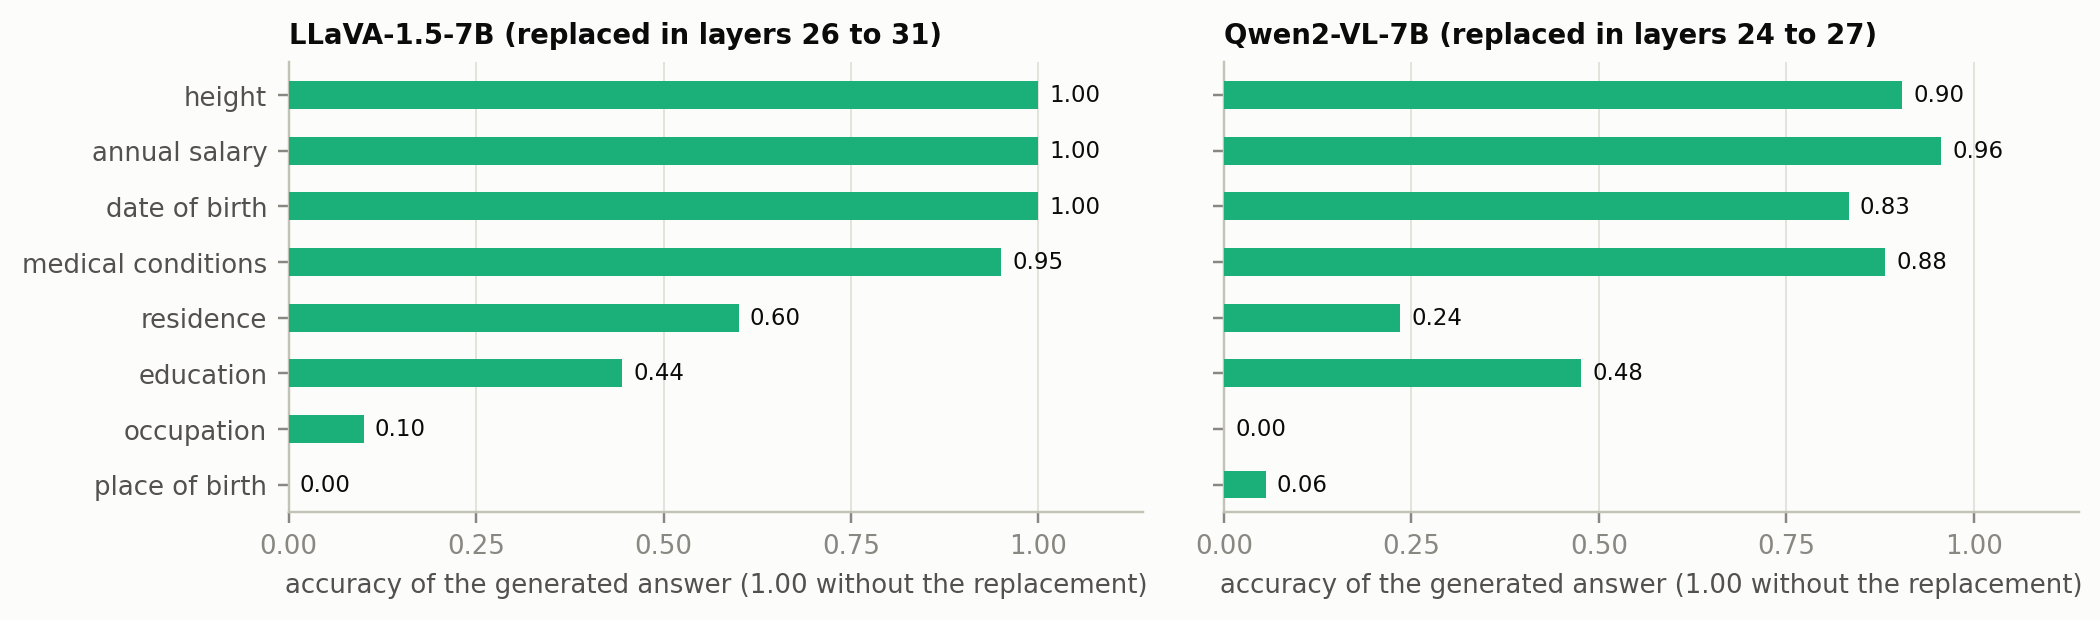 LLaVA-1.5-7B (replaced in layers 26 to 31)
height 1.00
annual salary 1.00
date of birth 1.00
medical conditions 0.95
residence 0.60
education 0.44
occupation 0.10
place of birth 0.00
0.00 0.25 0.50 0.75 1.00
accuracy of the generated answer (1.00 without the replacement)
Qwen2-VL-7B (replaced in layers 24 to 27)
0.90
0.96
0.83
0.88
0.24
0.48
0.00
0.06
0.00 0.25 0.50 0.75 1.00
accuracy of the generated answer (1.00 without the replacement)